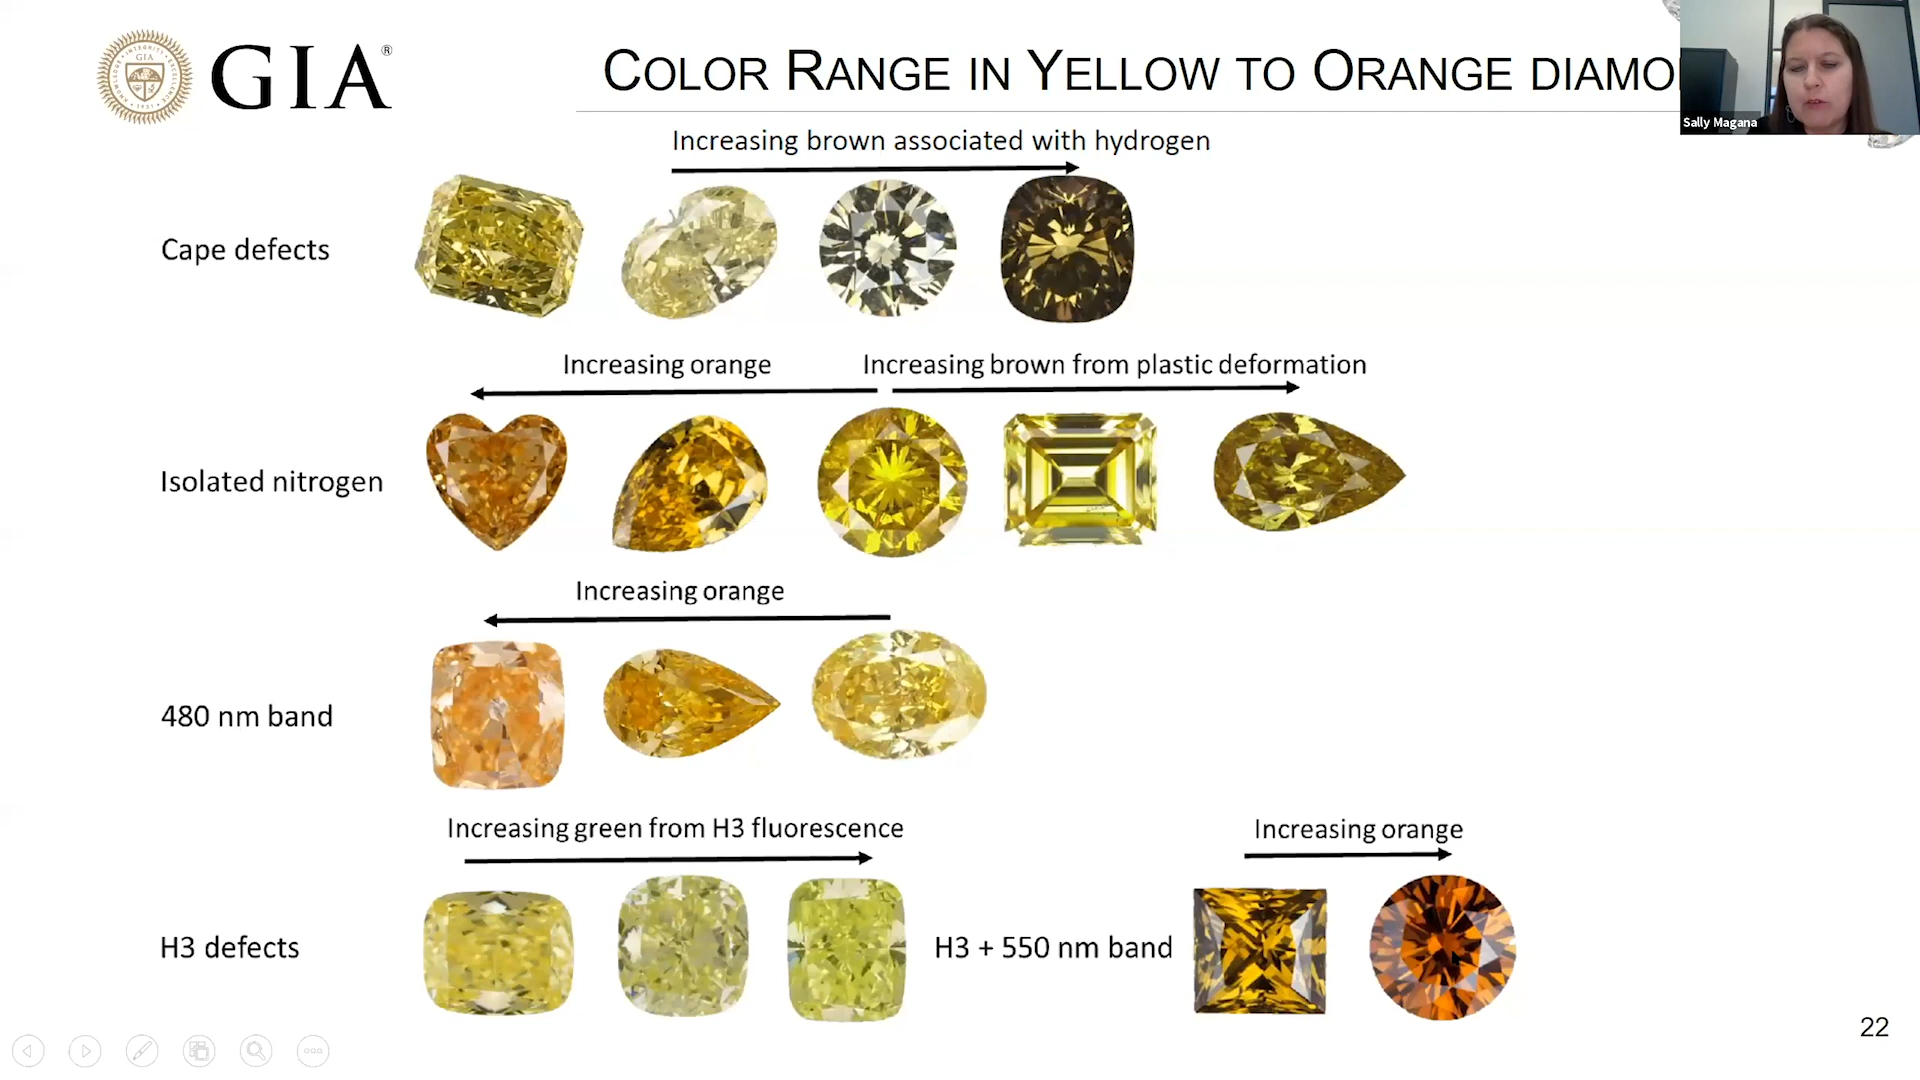 GIA®
COLOR RANGE IN YELLOW TO ORANGE DIAMO
Sally Magana
Increasing brown associated with hydrogen
Cape defects
Increasing orange
Increasing brown from plastic deformation
Isolated nitrogen
Increasing orange
480 nm band
Increasing green from H3 fluorescence
Increasing orange
H3 defects
H3 + 550 nm band
22